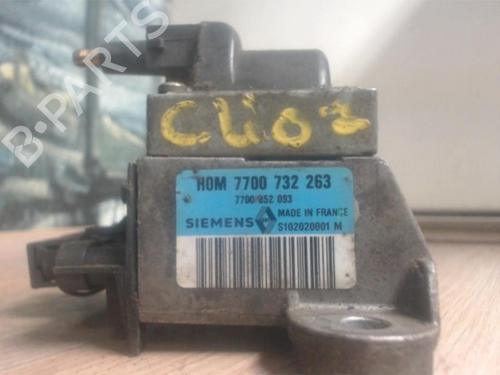 B-PARTS
CLIO 2
HOM 7700 732 263
7700 852 093
SIEMENS
MADE IN FRANCE
S102020001 M